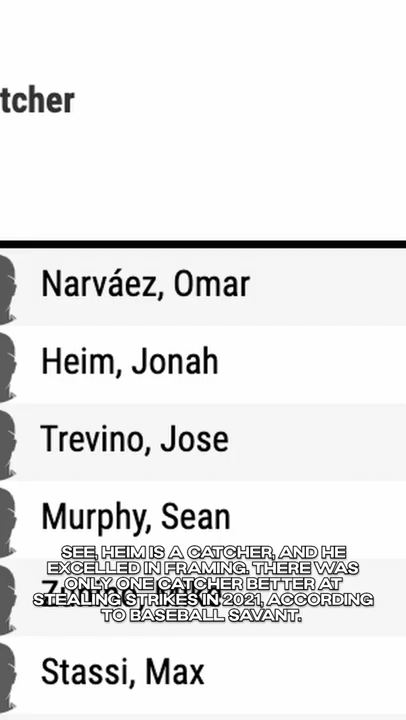 tcher
Narváez, Omar
Heim, Jonah
Trevino, Jose
Murphy, Sean
SEE, HEIM IS A CATCHER, AND HE
EXCELLED IN FRAMING. THERE WAS
ONLY ONE CATCHER BETTER AT
STEALING STRIKES IN 2021, ACCORDING
TO BASEBALL SAVANT.
Stassi, Max